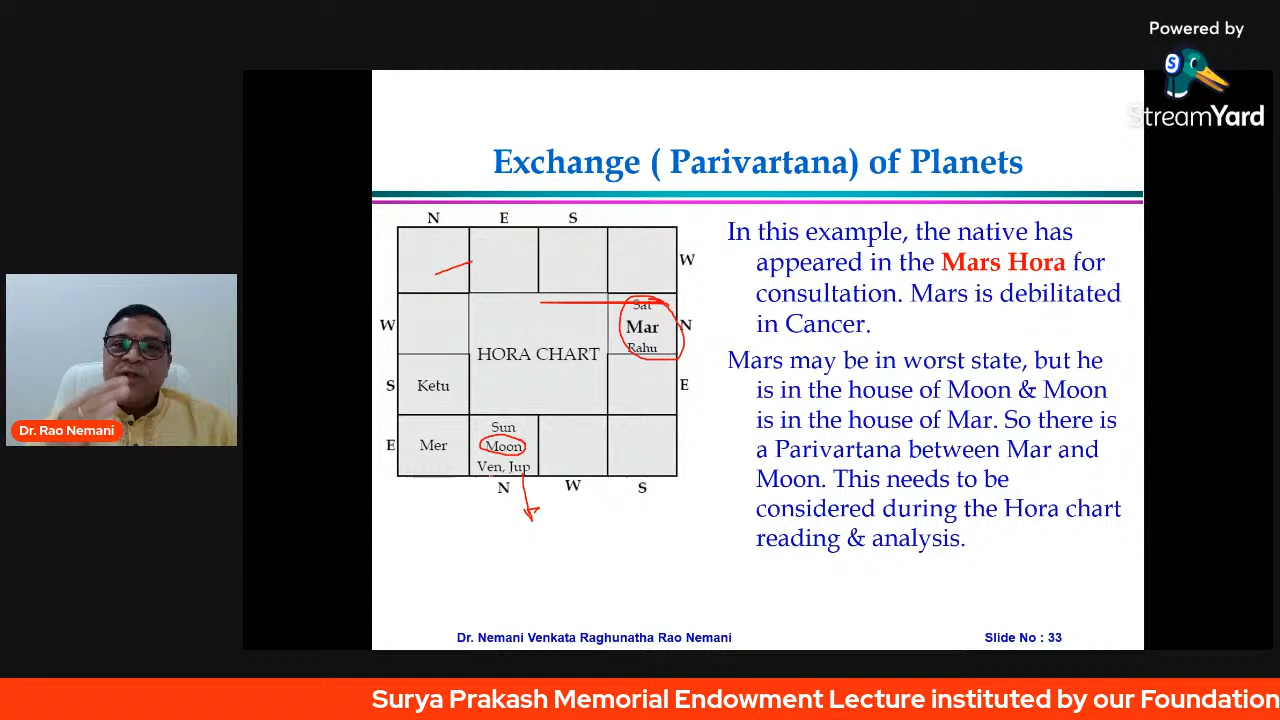 Powered by
S
StreamYard
Exchange ( Parivartana) of Planets
N E S
W
W
N
S
E
E
Sat
Mar
Rahu
HORA CHART
Ketu
Mer
Sun
Moon
Ven, Jup
N W S
In this example, the native has
appeared in the Mars Hora for
consultation. Mars is debilitated
in Cancer.
Mars may be in worst state, but he
is in the house of Moon & Moon
is in the house of Mar. So there is
a Parivartana between Mar and
Moon. This needs to be
considered during the Hora chart
reading & analysis.
Dr. Rao Nemani
Dr. Nemani Venkata Raghunatha Rao Nemani
Slide No : 33
Surya Prakash Memorial Endowment Lecture instituted by our Foundation